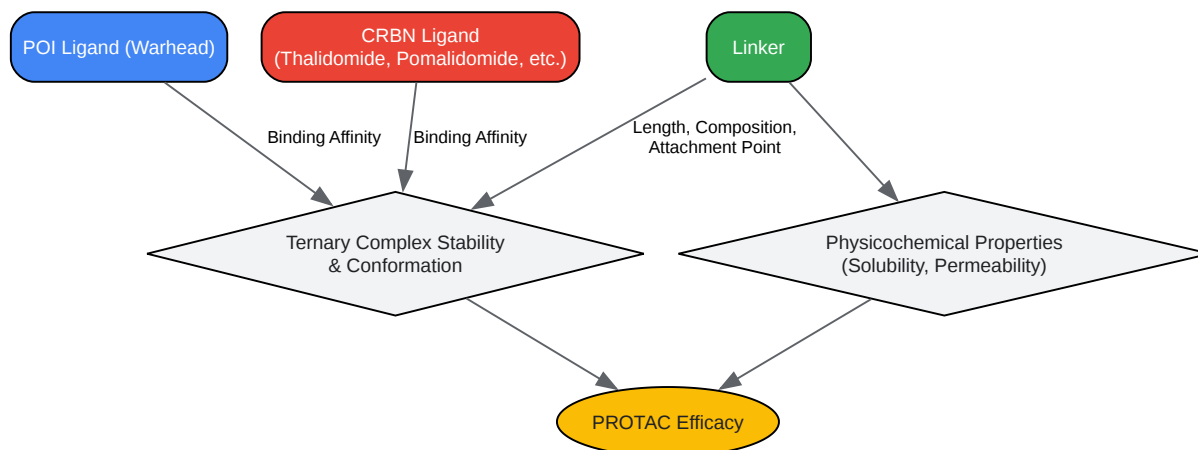 POI Ligand (Warhead)
CRBN Ligand
(Thalidomide, Pomalidomide, etc.)
Linker
Binding Affinity
Binding Affinity
Length, Composition,
Attachment Point
Ternary Complex Stability
& Conformation
Physicochemical Properties
(Solubility, Permeability)
PROTAC Efficacy